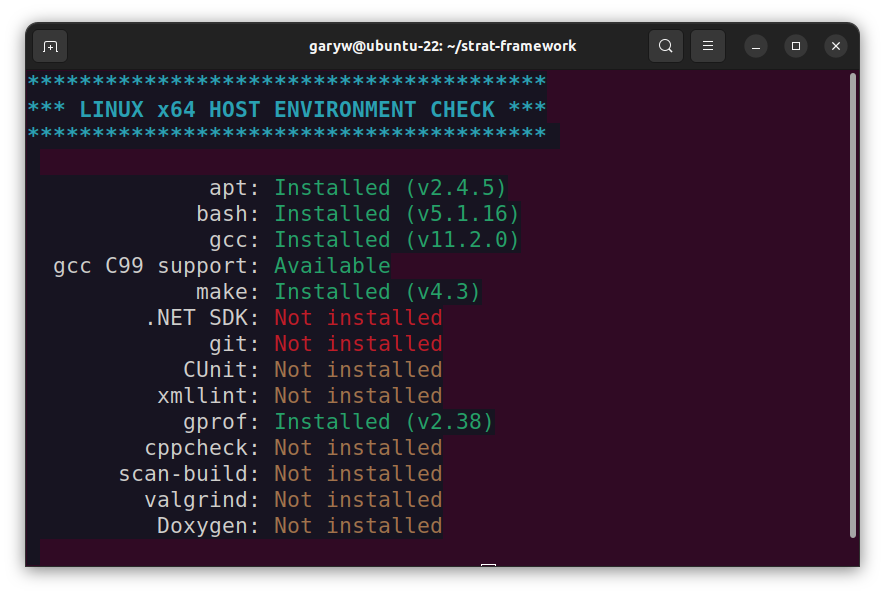 garyw@ubuntu-22: ~/strat-framework
****************************************
*** LINUX x64 HOST ENVIRONMENT CHECK ***
****************************************
apt: Installed (v2.4.5)
bash: Installed (v5.1.16)
gcc: Installed (v11.2.0)
gcc C99 support: Available
make: Installed (v4.3)
.NET SDK: Not installed
git: Not installed
CUnit: Not installed
xmllint: Not installed
gprof: Installed (v2.38)
cppcheck: Not installed
scan-build: Not installed
valgrind: Not installed
Doxygen: Not installed